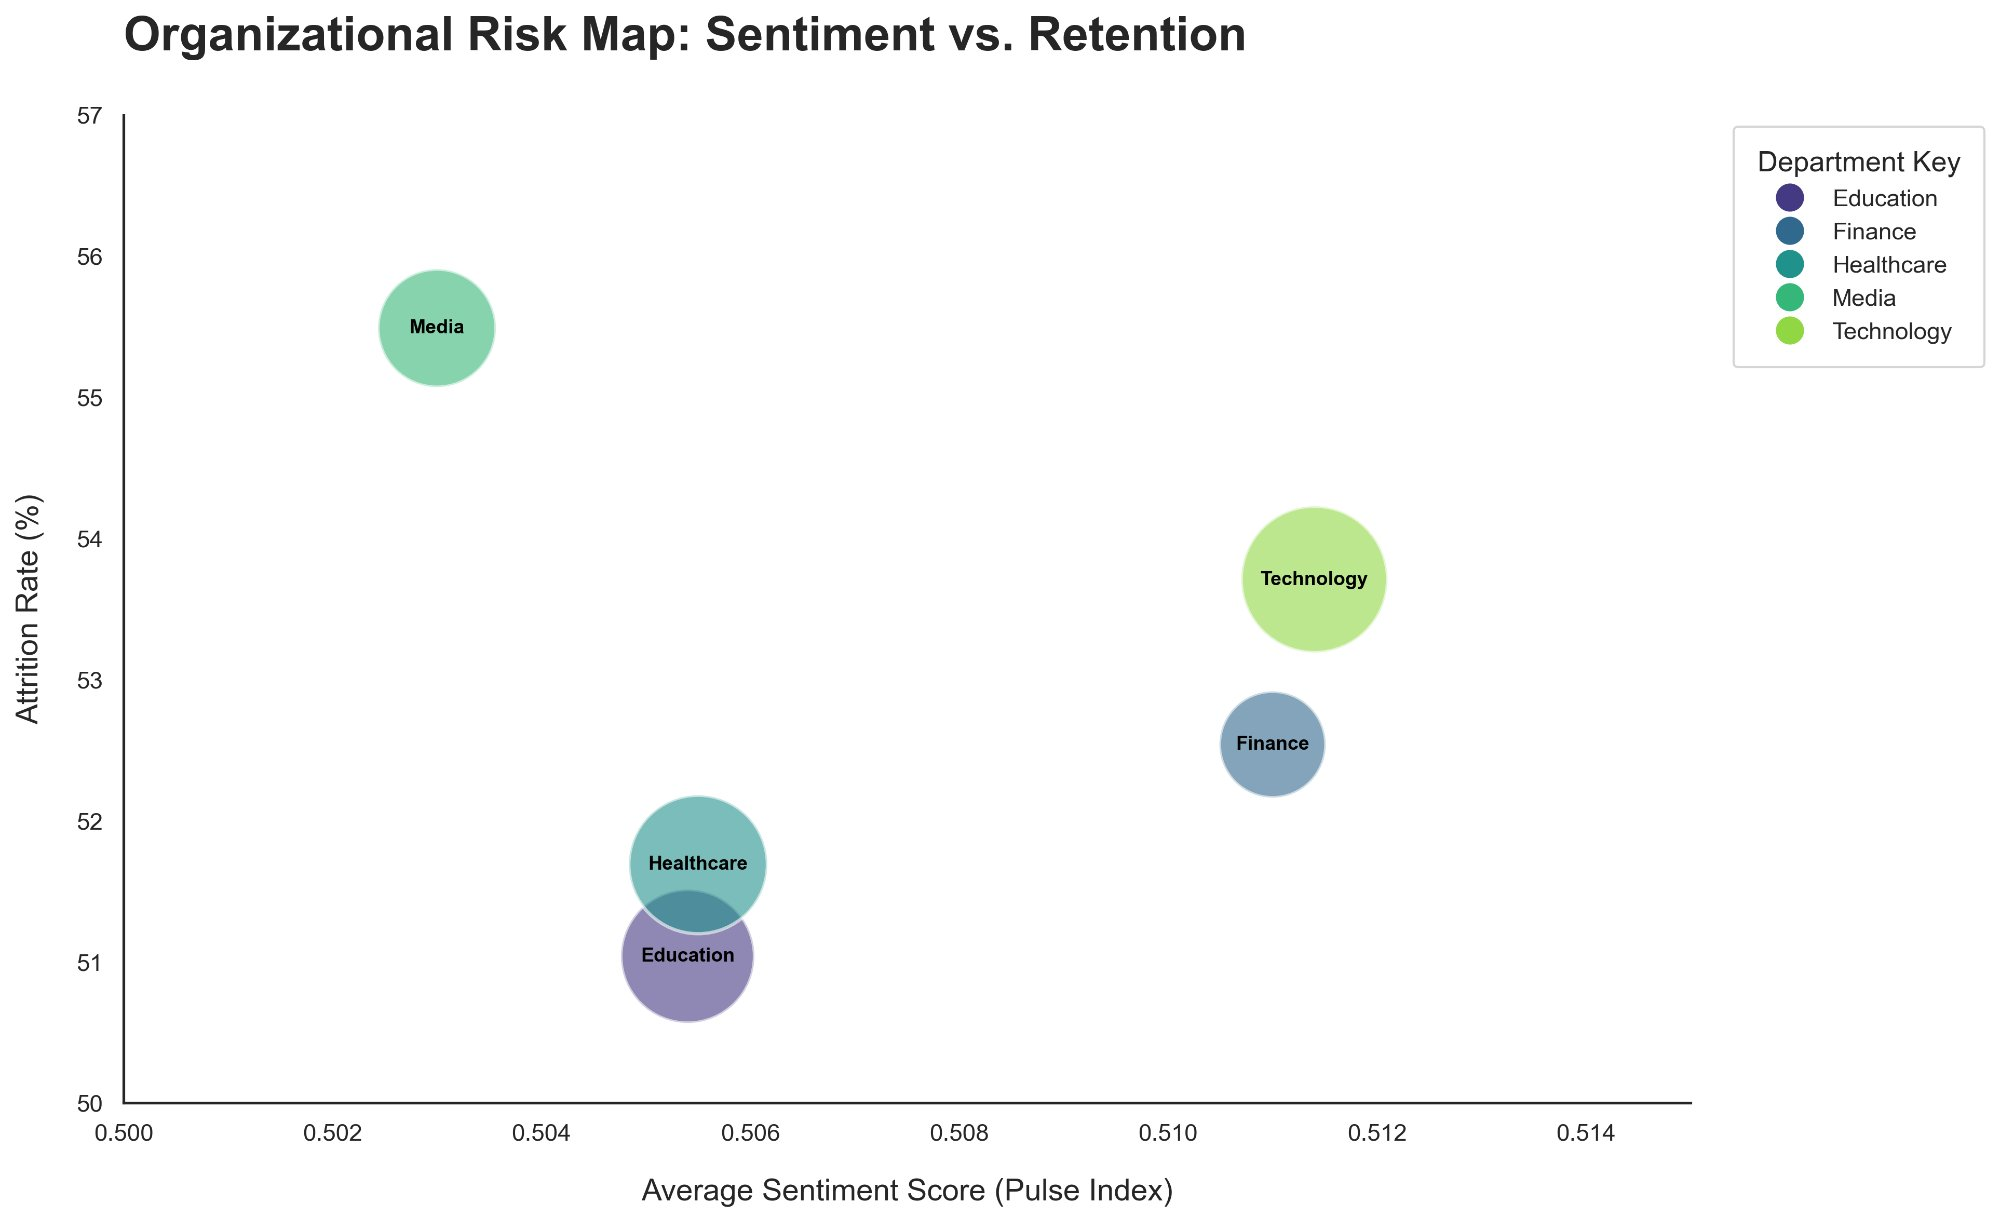 Organizational Risk Map: Sentiment vs. Retention
57
56
55
54
53
52
51
50
Attrition Rate (%)
Media
Technology
Finance
Healthcare
Education
0.500 0.502 0.504 0.506 0.508 0.510 0.512 0.514
Average Sentiment Score (Pulse Index)
Department Key
Education
Finance
Healthcare
Media
Technology